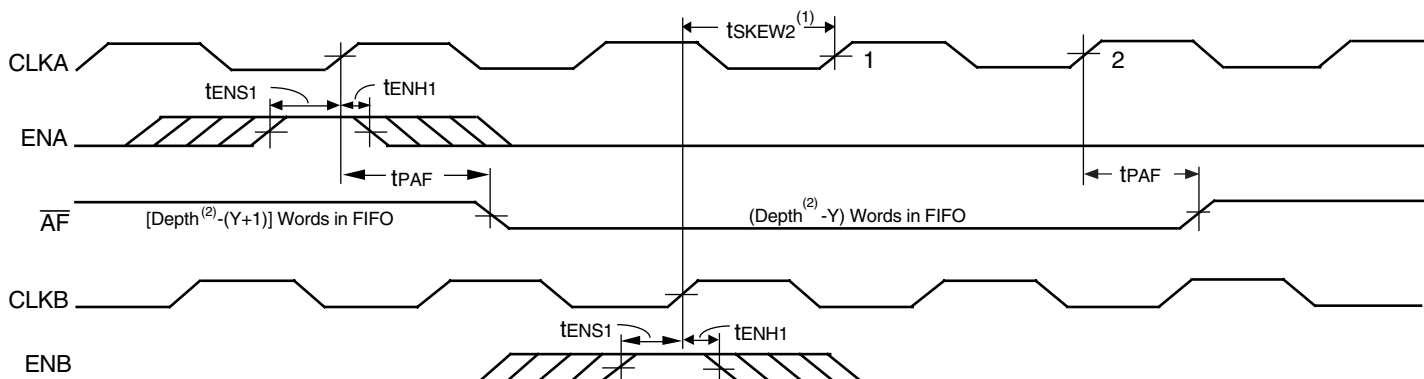 tSKEW2(1)
CLKA 1 2
tENS1 tENH1
ENA
tPAF tPAF
AF [Depth(2)-(Y+1)] Words in FIFO (Depth(2) -Y) Words in FIFO
CLKB
tENS1 tENH1
ENB